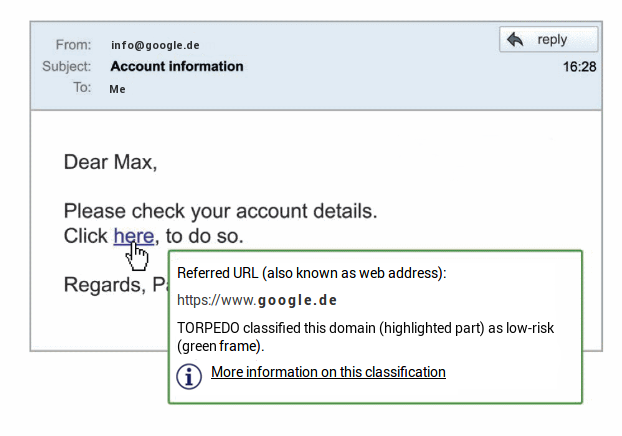 From: info@google.de
reply
Subject: Account information
16:28
To: Me
Dear Max,
Please check your account details.
Click here, to do so.
Regards, P
Referred URL (also known as web address):
https://www.google.de
TORPEDO classified this domain (highlighted part) as low-risk
(green frame).
More information on this classification